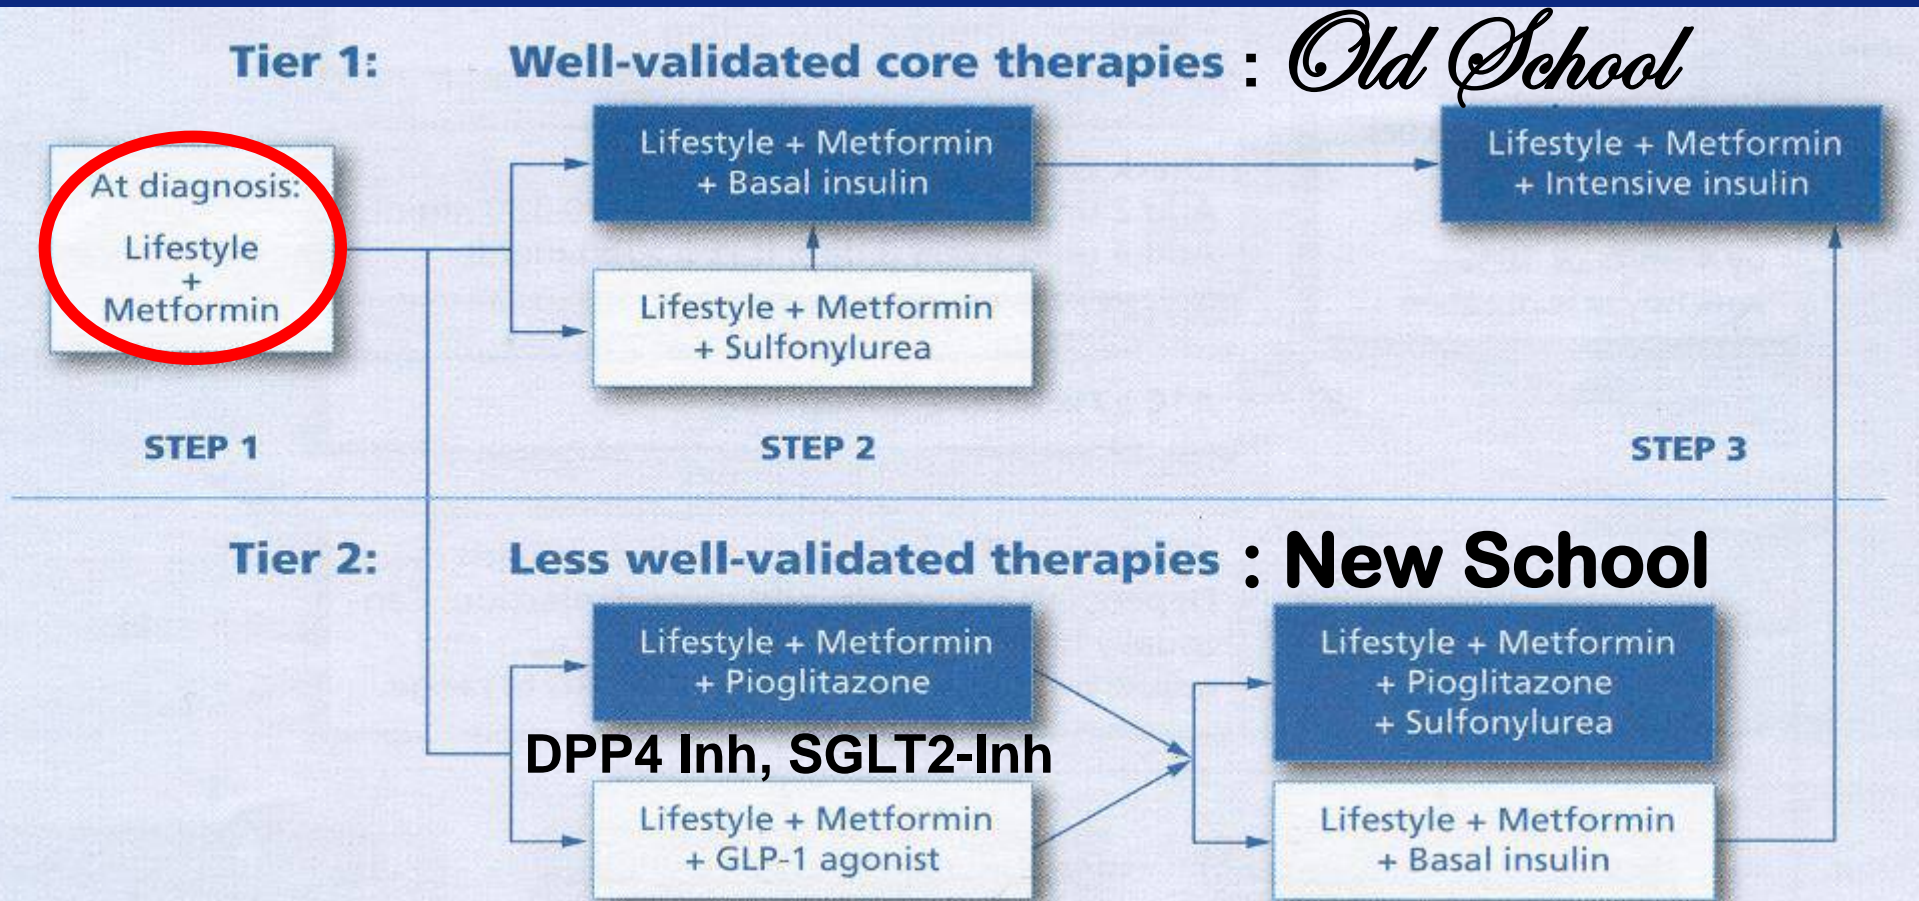 Tier 1: Well-validated core therapies : Old School
At diagnosis:
Lifestyle
+
Metformin
Lifestyle + Metformin
+ Basal insulin
Lifestyle + Metformin
+ Sulfonylurea
Lifestyle + Metformin
+ Intensive insulin
STEP 1 STEP 2 STEP 3
Tier 2: Less well-validated therapies : New School
Lifestyle + Metformin
+ Pioglitazone
DPP4 Inh, SGLT2-Inh
Lifestyle + Metformin
+ GLP-1 agonist
Lifestyle + Metformin
+ Pioglitazone
+ Sulfonylurea
Lifestyle + Metformin
+ Basal insulin